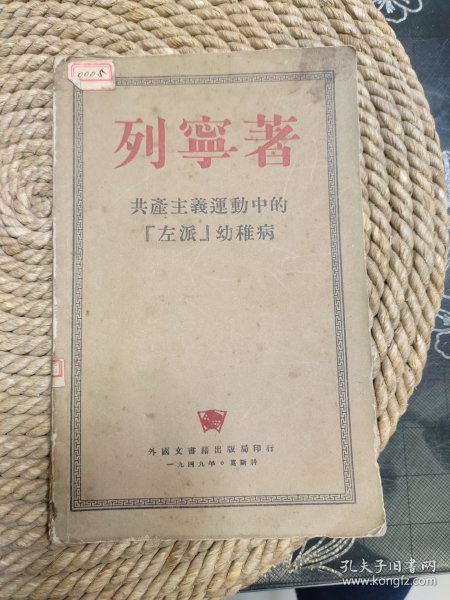 0005
列寧著
共產主義運動中的
『左派』幼稚病
外國文書籍出版局印行
一九四九年⚬莫斯科
孔夫子旧书网
www.kongfz.com